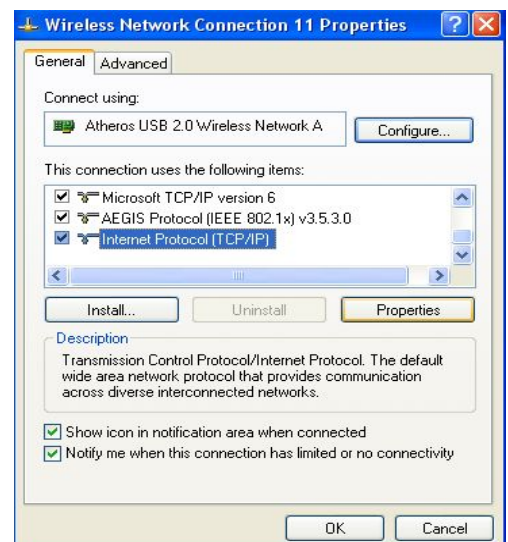 Wireless Network Connection 11 Properties
General Advanced
Connect using:
Atheros USB 2.0 Wireless Network A Configure...
This connection uses the following items:
Microsoft TCP/IP version 6
AEGIS Protocol (IEEE 802.1x) v3.5.3.0
Internet Protocol (TCP/IP)
Install... Uninstall Properties
Description
Transmission Control Protocol/Internet Protocol. The default
wide area network protocol that provides communication
across diverse interconnected networks.
Show icon in notification area when connected
Notify me when this connection has limited or no connectivity
OK Cancel